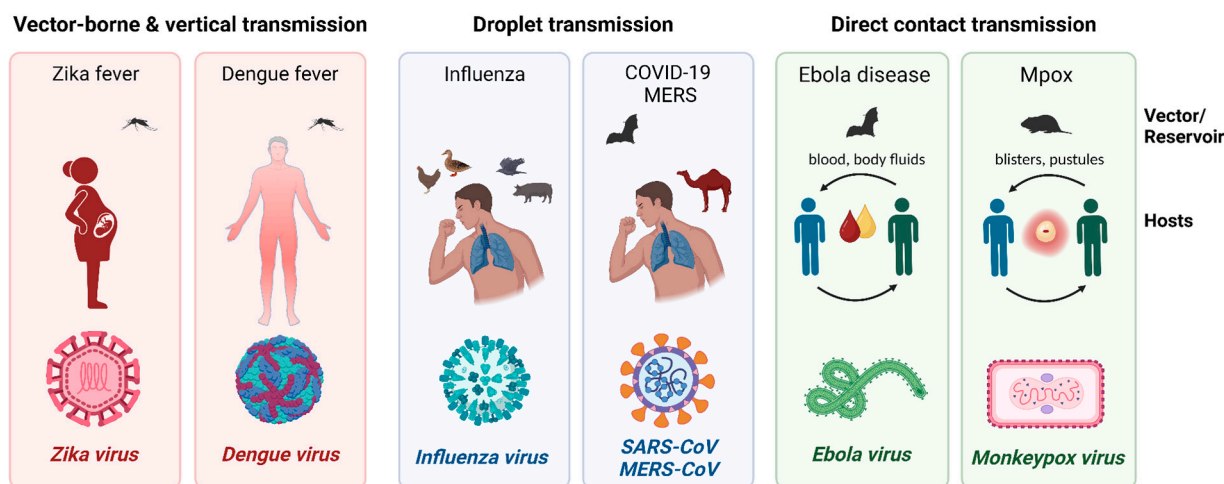 Vector-borne & vertical transmission
Droplet transmission
Direct contact transmission
Zika fever
Dengue fever
Influenza
COVID-19
MERS
Ebola disease
Mpox
Vector/
Reservoir
blood, body fluids
blisters, pustules
Hosts
Zika virus
Dengue virus
Influenza virus
SARS-CoV
MERS-CoV
Ebola virus
Monkeypox virus